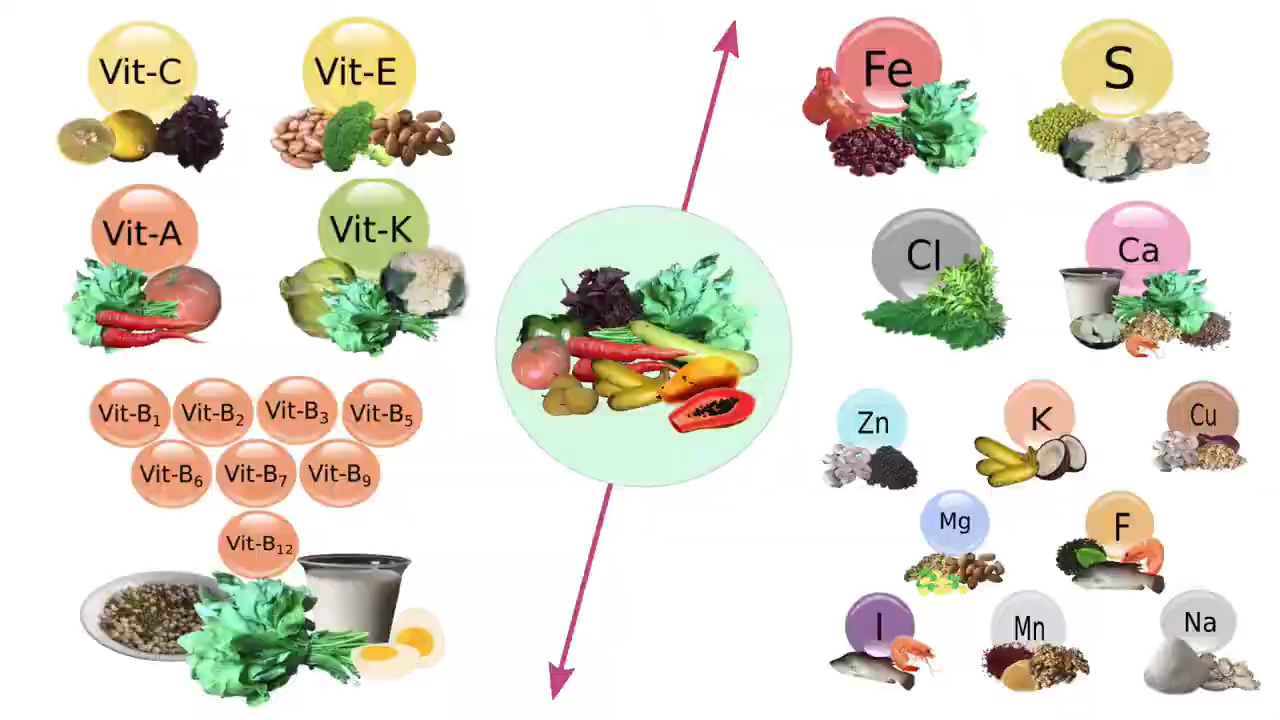 Vit-C
Vit-E
Vit-A
Vit-K
Vit-B₁
Vit-B₂
Vit-B₃
Vit-B₅
Vit-B₆
Vit-B₇
Vit-B₉
Vit-B₁₂
Fe
S
Cl
Ca
Zn
K
Cu
Mg
F
I
Mn
Na